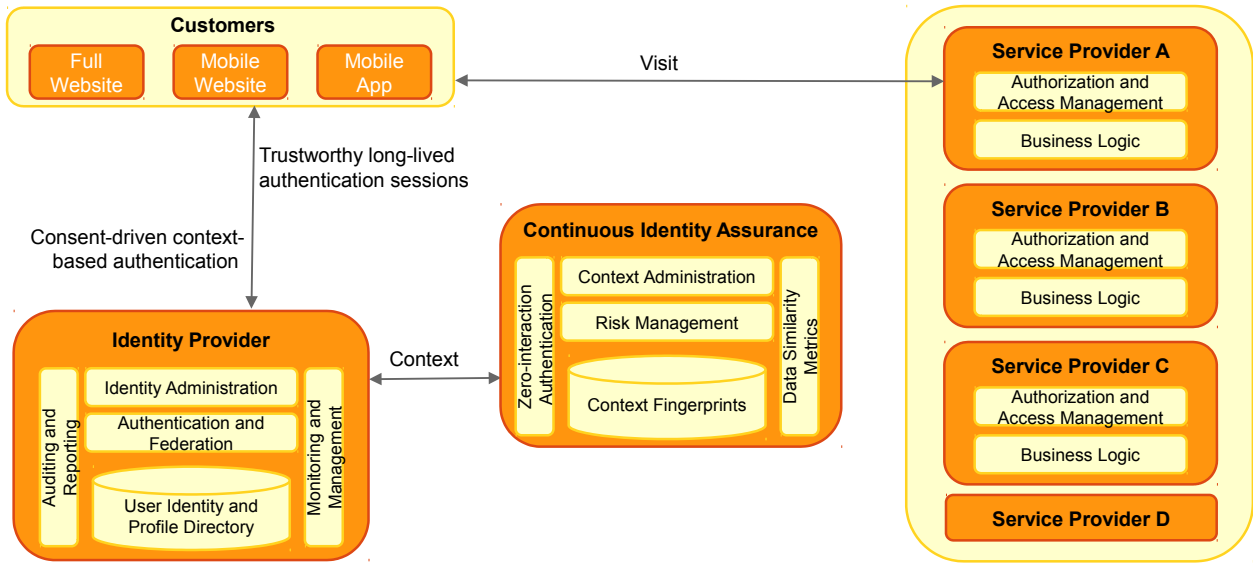 Customers
Full
Website
Mobile
Website
Mobile
App
Visit
Trustworthy long-lived
authentication sessions
Consent-driven context-
based authentication
Identity Provider
Auditing and
Reporting
Identity Administration
Authentication and
Federation
User Identity and
Profile Directory
Monitoring and
Management
Context
Continuous Identity Assurance
Zero-interaction
Authentication
Context Administration
Risk Management
Context Fingerprints
Data Similarity
Metrics
Service Provider A
Authorization and
Access Management
Business Logic
Service Provider B
Authorization and
Access Management
Business Logic
Service Provider C
Authorization and
Access Management
Business Logic
Service Provider D